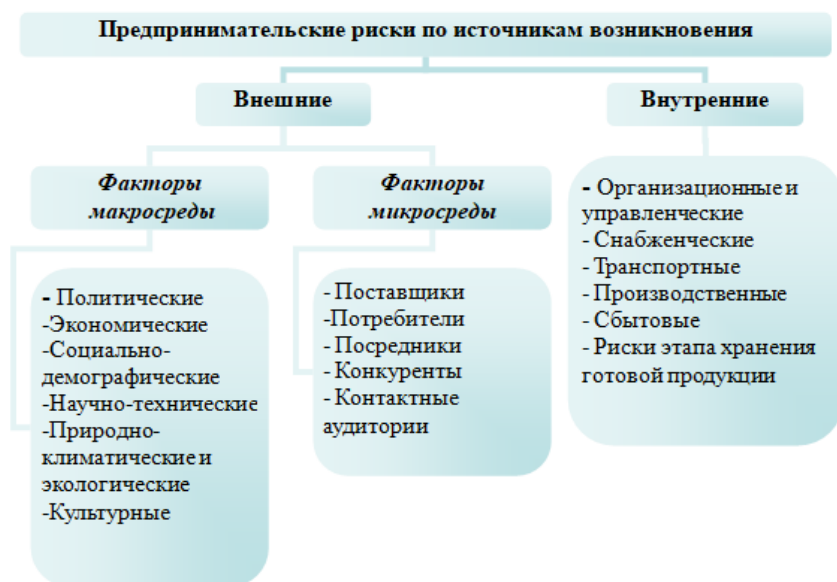 Предпринимательские риски по источникам возникновения
Внешние
Внутренние
Факторы
макросреды
Факторы
микросреды
- Политические
-Экономические
-Социально-
демографические
-Научно-технические
-Природно-
климатические и
экологические
-Культурные
- Поставщики
-Потребители
- Посредники
- Конкуренты
- Контактные
аудитории
- Организационные и
управленческие
- Снабженческие
- Транспортные
- Производственные
- Сбытовые
- Риски этапа хранения
готовой продукции